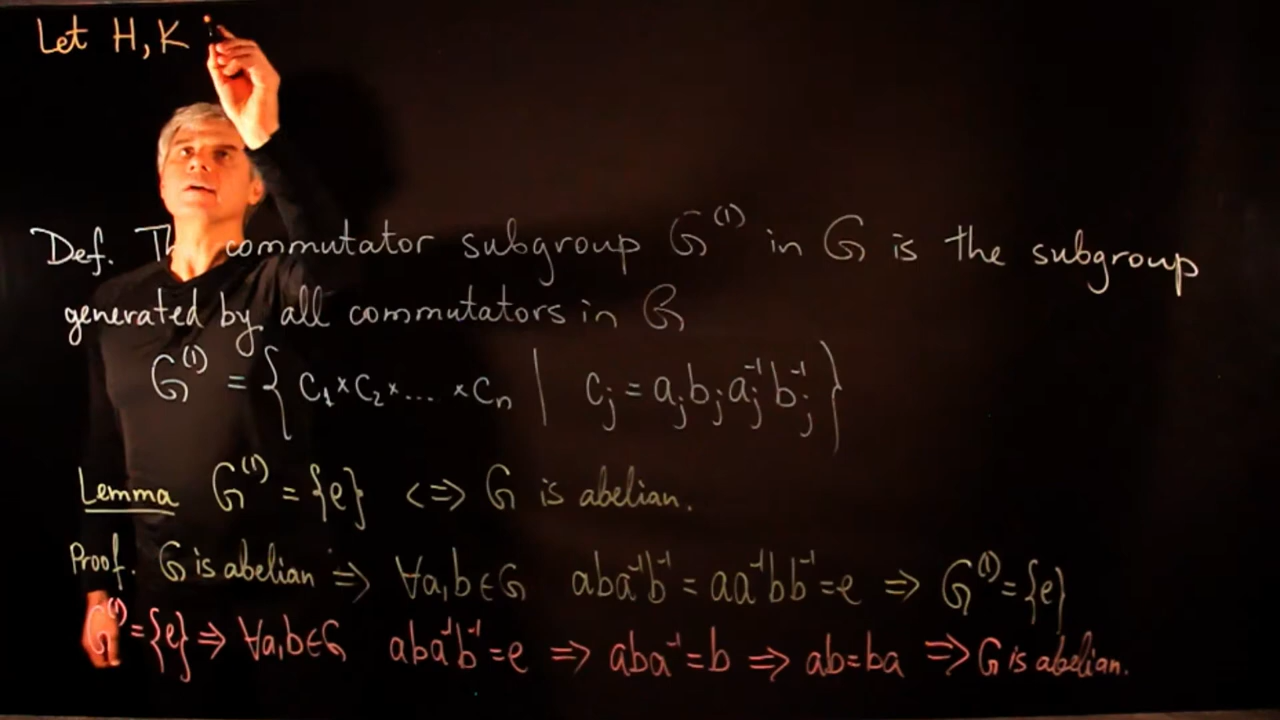 Let H, K
Def. The commutator subgroup G⁽¹⁾ in G is the subgroup
generated by all commutators in G
G⁽¹⁾ = { c₁ × c₂ × ... × cₙ | cⱼ = aⱼbⱼaⱼ⁻¹bⱼ⁻¹ }
Lemma G⁽¹⁾ = {e} <=> G is abelian.
Proof. G is abelian => ∀a,b ∈ G aba⁻¹b⁻¹ = aa⁻¹bb⁻¹ = e => G⁽¹⁾ = {e}
G⁽¹⁾ = {e} => ∀a,b ∈ G aba⁻¹b⁻¹ = e => aba⁻¹ = b => ab = ba => G is abelian.